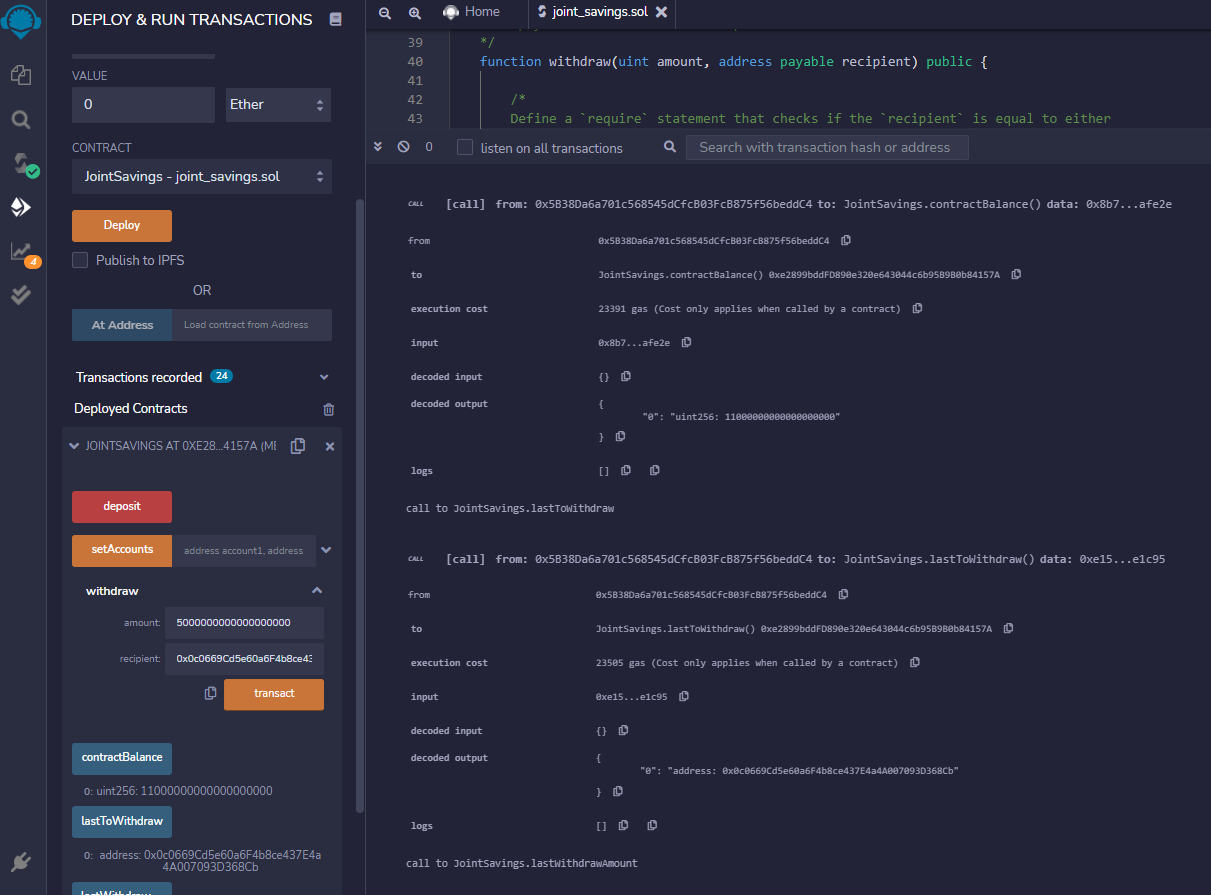 DEPLOY & RUN TRANSACTIONS
VALUE
0
Ether
CONTRACT
JointSavings - joint_savings.sol
Deploy
Publish to IPFS
OR
At Address
Load contract from Address
Transactions recorded 24
Deployed Contracts
JOINTSAVINGS AT 0XE28...4157A (ME
deposit
setAccounts
address account1, address
withdraw
amount:
5000000000000000000
recipient:
0x0c0669Cd5e60a6F4b8ce43
transact
contractBalance
0: uint256: 11000000000000000000
lastToWithdraw
0: address: 0x0c0669Cd5e60a6F4b8ce437E4a
4A007093D368Cb
4
Home
joint_savings.sol
39 */
40 function withdraw(uint amount, address payable recipient) public {
41
42 /*
43 Define a `require` statement that checks if the `recipient` is equal to either
0
listen on all transactions
Search with transaction hash or address
CALL [call] from: 0x5B38Da6a701c568545dCfcB03FcB875f56beddC4 to: JointSavings.contractBalance() data: 0x8b7...afe2e
from 0x5B38Da6a701c568545dCfcB03FcB875f56beddC4
to JointSavings.contractBalance() 0xe2899bddFD890e320e643044c6b95B9B0b84157A
execution cost 23391 gas (Cost only applies when called by a contract)
input 0x8b7...afe2e
decoded input {}
decoded output {
"0": "uint256: 11000000000000000000"
}
logs []
call to JointSavings.lastToWithdraw
CALL [call] from: 0x5B38Da6a701c568545dCfcB03FcB875f56beddC4 to: JointSavings.lastToWithdraw() data: 0xe15...e1c95
from 0x5B38Da6a701c568545dCfcB03FcB875f56beddC4
to JointSavings.lastToWithdraw() 0xe2899bddFD890e320e643044c6b95B9B0b84157A
execution cost 23505 gas (Cost only applies when called by a contract)
input 0xe15...e1c95
decoded input {}
decoded output {
"0": "address: 0x0c0669Cd5e60a6F4b8ce437E4a4A007093D368Cb"
}
logs []
call to JointSavings.lastWithdrawAmount